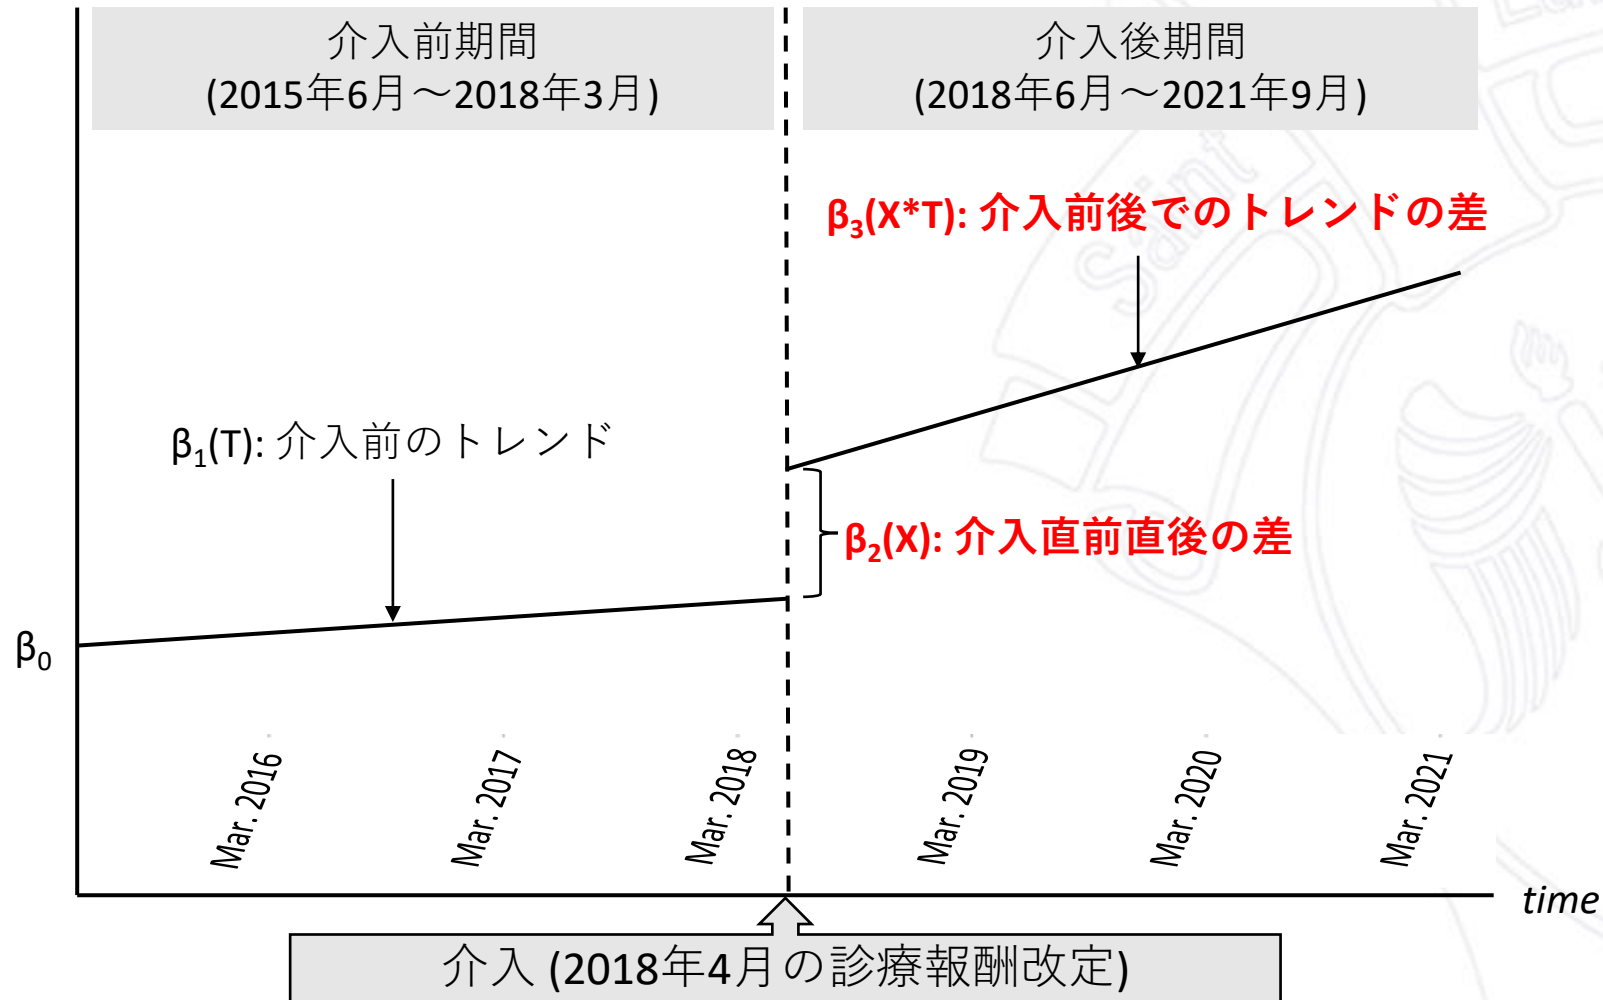 介入前期間
(2015年6月～2018年3月)
介入後期間
(2018年6月～2021年9月)
β3(X*T): 介入前後でのトレンドの差
β1(T): 介入前のトレンド
β2(X): 介入直前直後の差
β0
Mar. 2016
Mar. 2017
Mar. 2018
Mar. 2019
Mar. 2020
Mar. 2021
time
介入 (2018年4月の診療報酬改定)
Saint